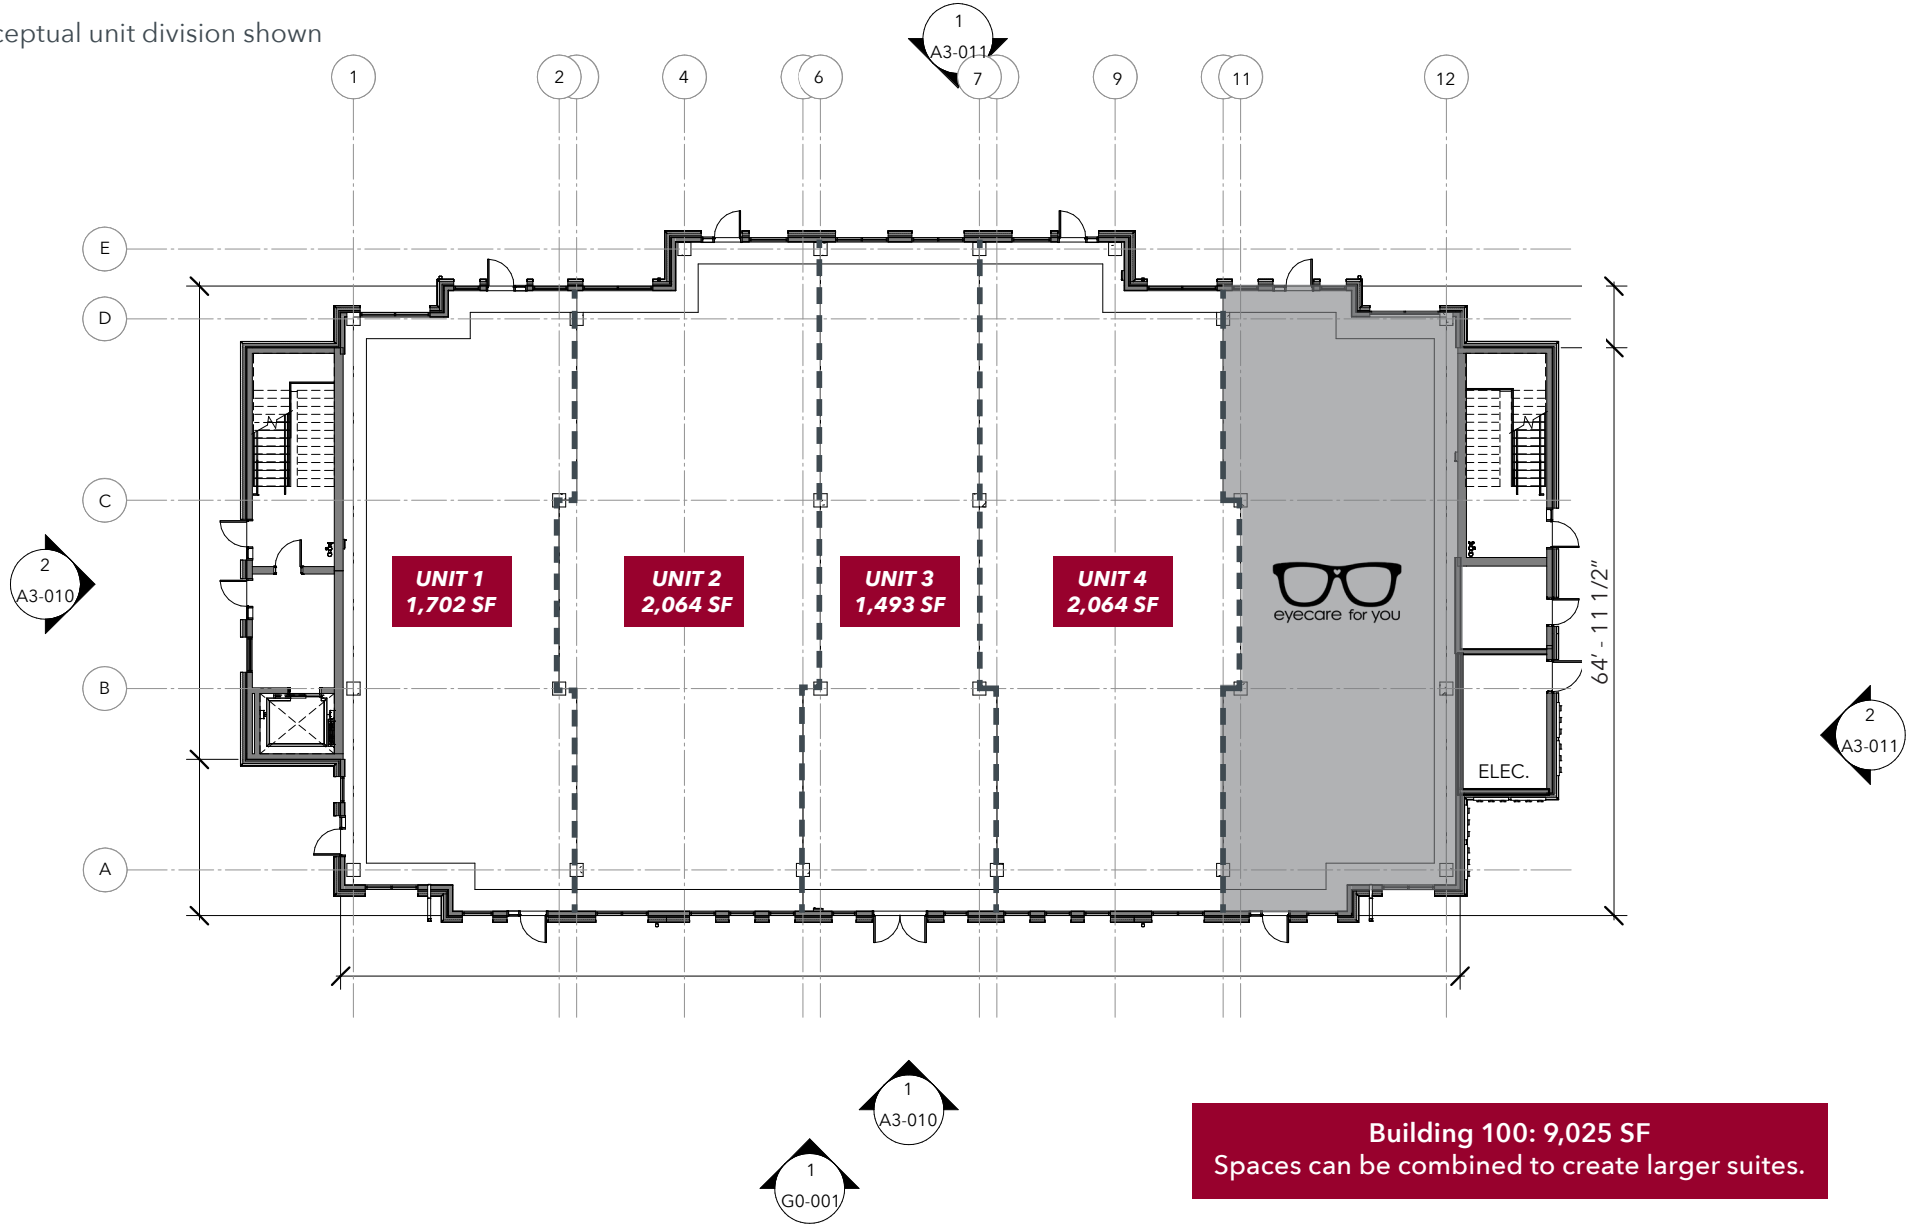 ceptual unit division shown
1
A3-011
1
2
4
6
7
9
11
12
E
D
C
B
A
2
A3-010
UNIT 1
1,702 SF
UNIT 2
2,064 SF
UNIT 3
1,493 SF
UNIT 4
2,064 SF
eyecare for you
64' - 11 1/2"
2
A3-011
ELEC.
1
A3-010
1
G0-001
Building 100: 9,025 SF
Spaces can be combined to create larger suites.